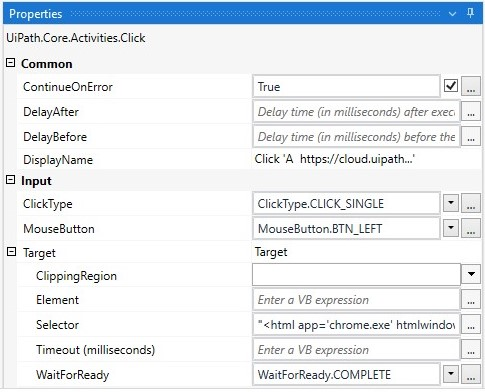 Properties
UiPath.Core.Activities.Click
Common
ContinueOnError True ...
DelayAfter Delay time (in milliseconds) after exec ...
DelayBefore Delay time (in milliseconds) before the ...
DisplayName Click 'A https://cloud.uipath...'
Input
ClickType ClickType.CLICK_SINGLE ...
MouseButton MouseButton.BTN_LEFT ...
Target Target
ClippingRegion
Element Enter a VB expression ...
Selector "<html app='chrome.exe' htmlwindow ...
Timeout (milliseconds) Enter a VB expression ...
WaitForReady WaitForReady.COMPLETE ...